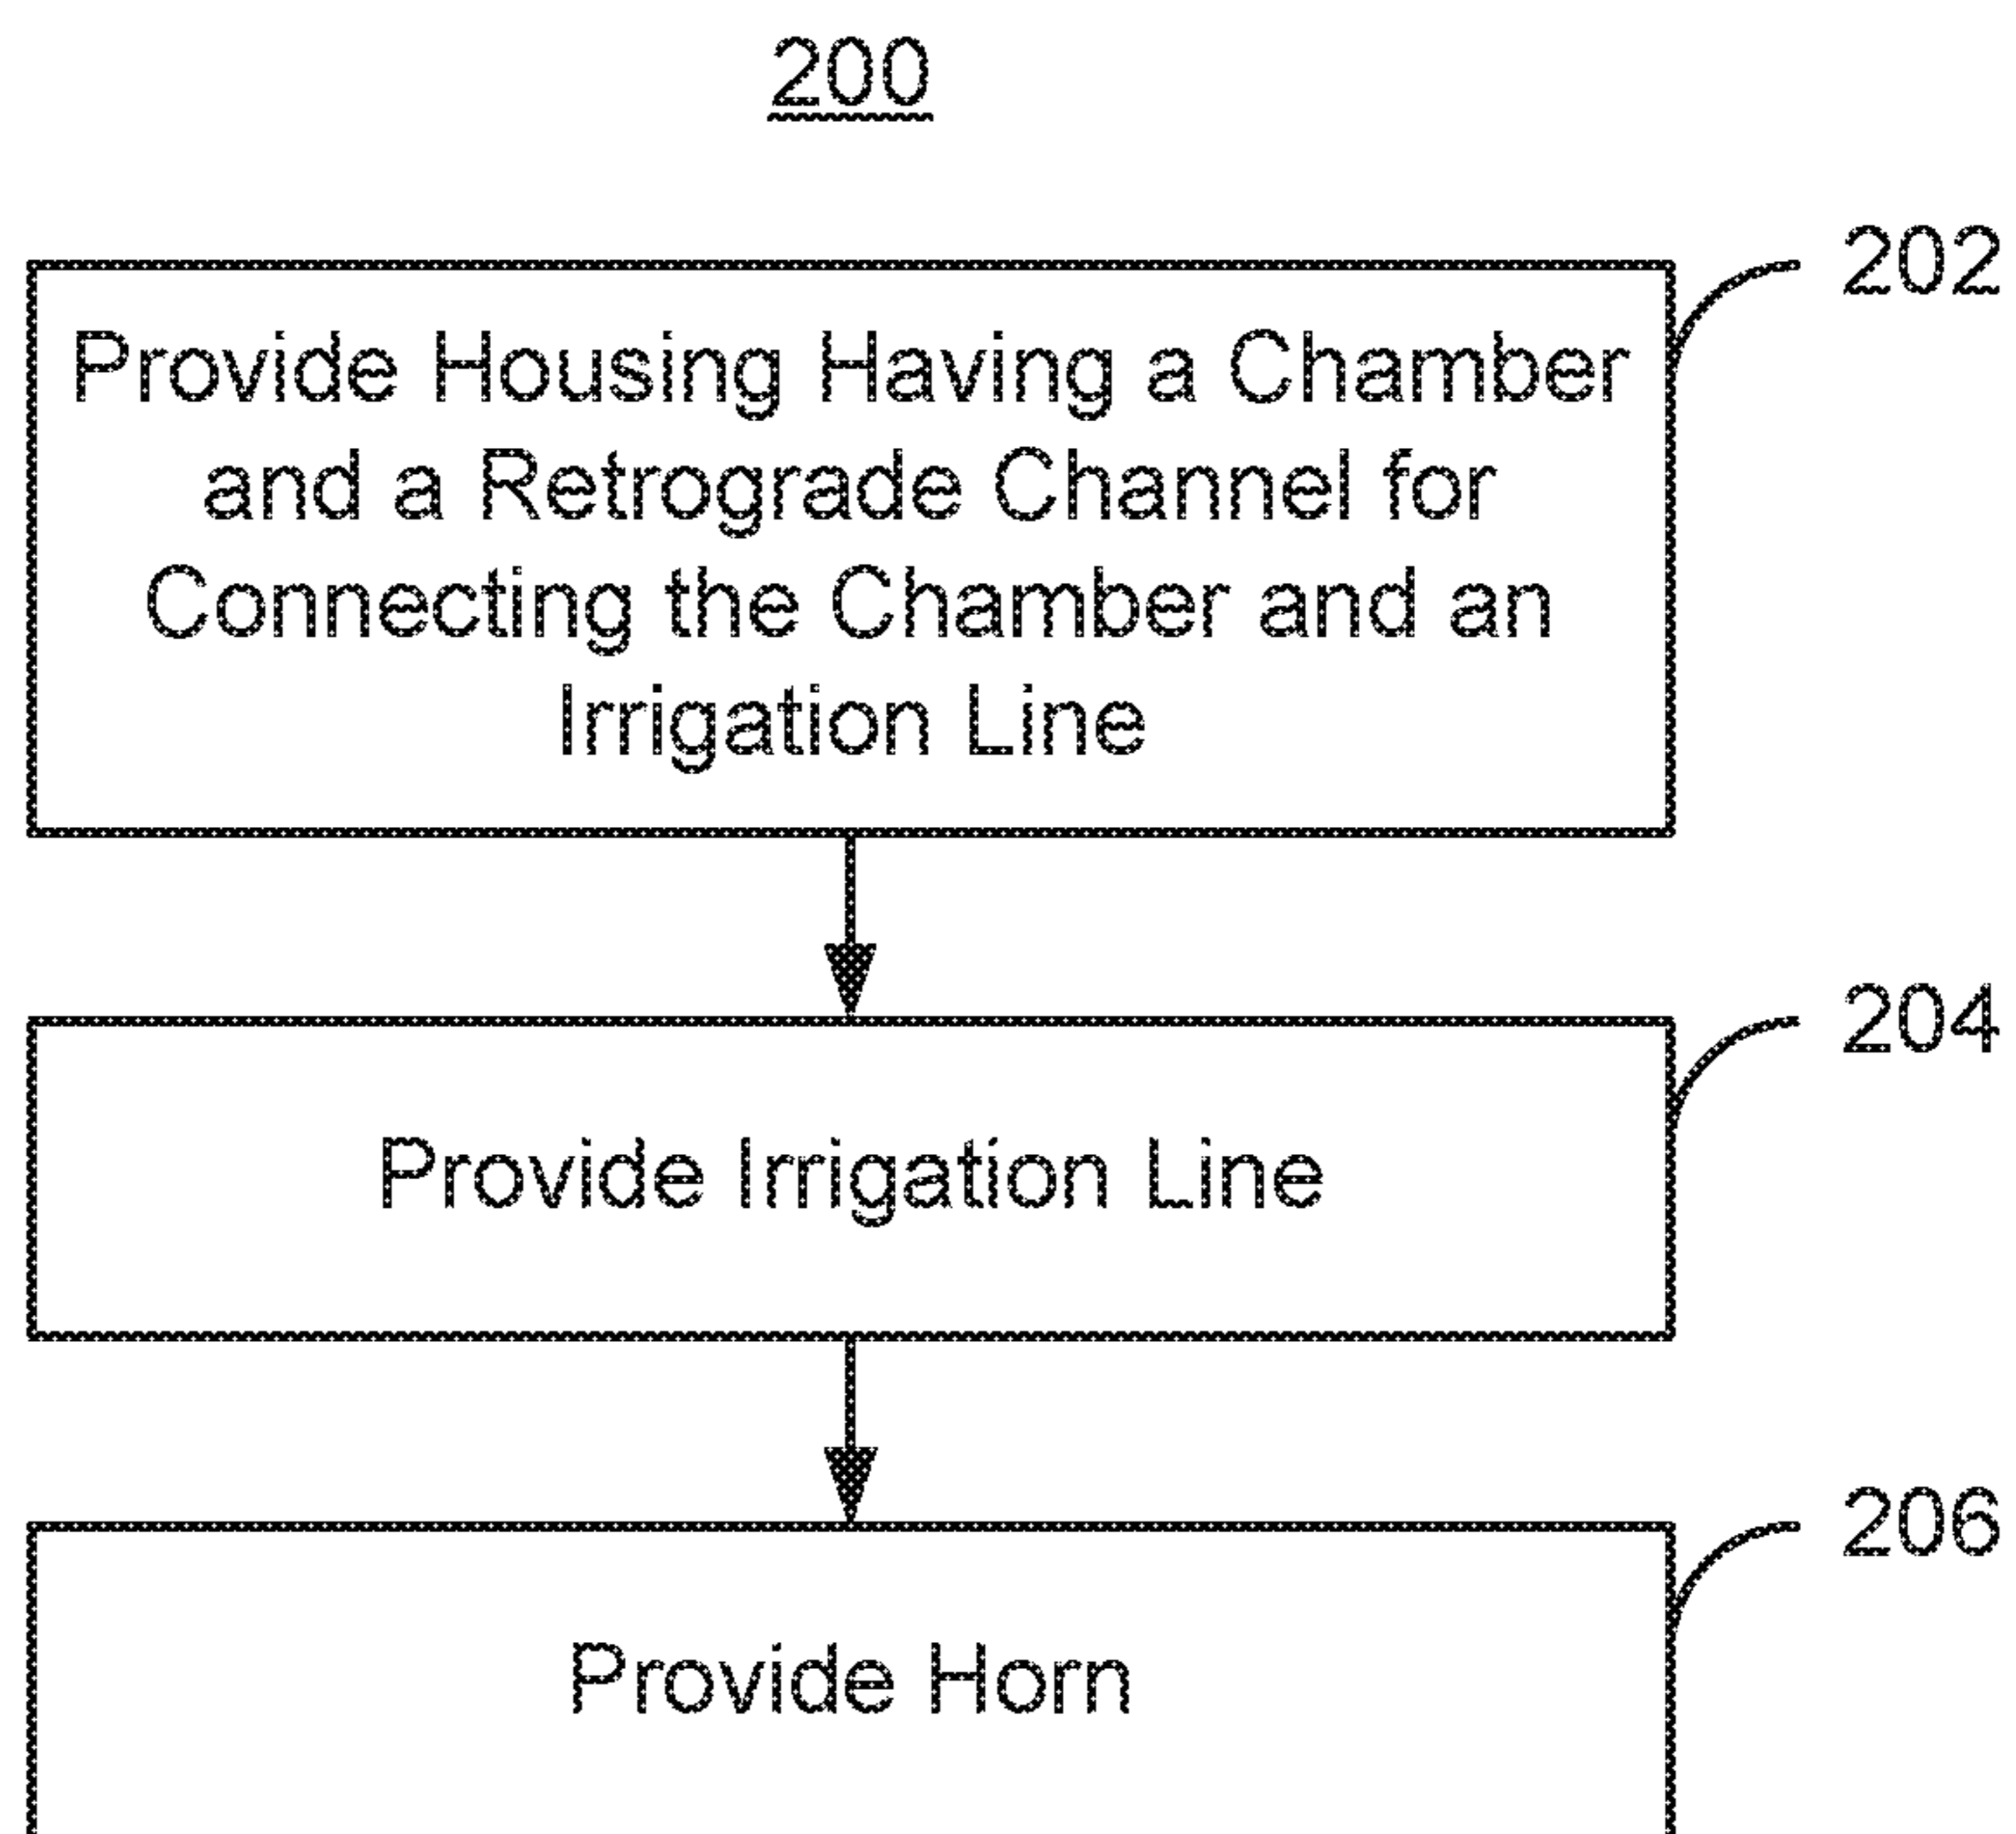 200
202
Provide Housing Having a Chamber
and a Retrograde Channel for
Connecting the Chamber and an
Irrigation Line
204
Provide Irrigation Line
206
Provide Horn